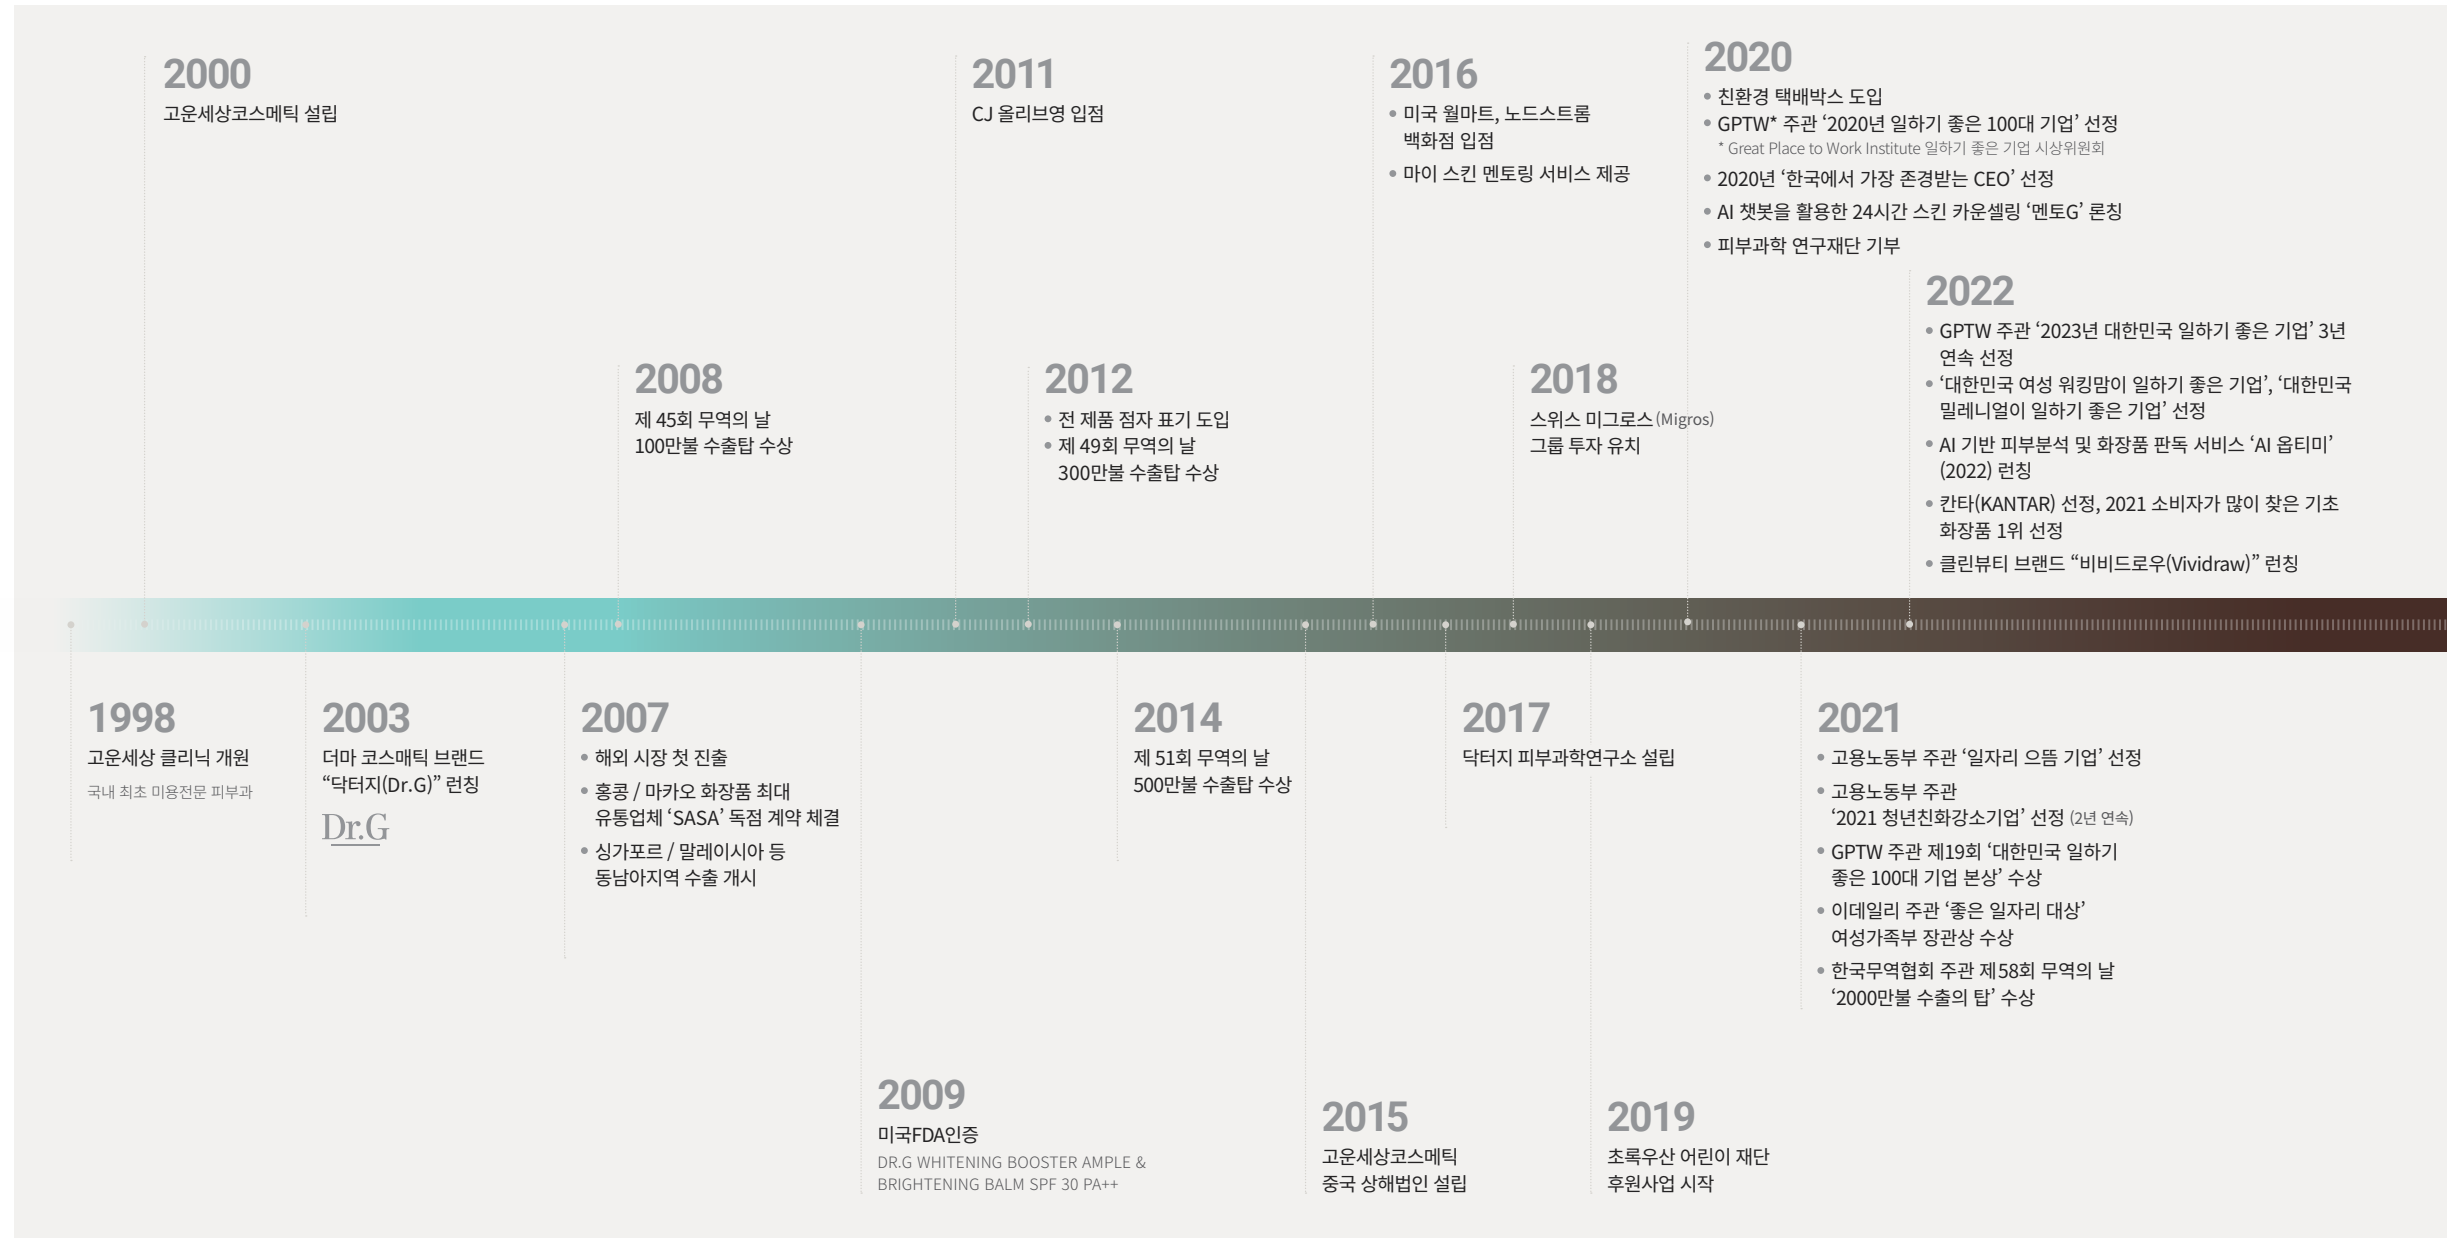 2000
고운세상코스메틱 설립
2011
CJ 올리브영 입점
2016
• 미국 월마트, 노드스트롬
백화점 입점
• 마이 스킨 멘토링 서비스 제공
2020
• 친환경 택배박스 도입
• GPTW* 주관 ‘2020년 일하기 좋은 100대 기업’ 선정
* Great Place to Work Institute 일하기 좋은 기업 시상위원회
• 2020년 ‘한국에서 가장 존경받는 CEO’ 선정
• AI 챗봇을 활용한 24시간 스킨 카운셀링 ‘멘토G’ 론칭
• 피부과학 연구재단 기부
2008
제 45회 무역의 날
100만불 수출탑 수상
2012
• 전 제품 점자 표기 도입
• 제 49회 무역의 날
300만불 수출탑 수상
2018
스위스 미그로스(Migros)
그룹 투자 유치
2022
• GPTW 주관 ‘2023년 대한민국 일하기 좋은 기업’ 3년
연속 선정
• ‘대한민국 여성 워킹맘이 일하기 좋은 기업’, ‘대한민국
밀레니얼이 일하기 좋은 기업’ 선정
• AI 기반 피부분석 및 화장품 판독 서비스 ‘AI 옵티미’
(2022) 런칭
• 칸타(KANTAR) 선정, 2021 소비자가 많이 찾은 기초
화장품 1위 선정
• 클린뷰티 브랜드 “비비드로우(Vividraw)” 런칭
1998
고운세상 클리닉 개원
국내 최초 미용전문 피부과
2003
더마 코스매틱 브랜드
“닥터지(Dr.G)” 런칭
Dr.G
2007
• 해외 시장 첫 진출
• 홍콩 / 마카오 화장품 최대
유통업체 ‘SASA’ 독점 계약 체결
• 싱가포르 / 말레이시아 등
동남아지역 수출 개시
2014
제 51회 무역의 날
500만불 수출탑 수상
2017
닥터지 피부과학연구소 설립
2021
• 고용노동부 주관 ‘일자리 으뜸 기업’ 선정
• 고용노동부 주관
‘2021 청년친화강소기업’ 선정 (2년 연속)
• GPTW 주관 제19회 ‘대한민국 일하기
좋은 100대 기업 본상’ 수상
• 이데일리 주관 ‘좋은 일자리 대상’
여성가족부 장관상 수상
• 한국무역협회 주관 제58회 무역의 날
‘2000만불 수출의 탑’ 수상
2009
미국FDA인증
DR.G WHITENING BOOSTER AMPLE &
BRIGHTENING BALM SPF 30 PA++
2015
고운세상코스메틱
중국 상해법인 설립
2019
초록우산 어린이 재단
후원사업 시작